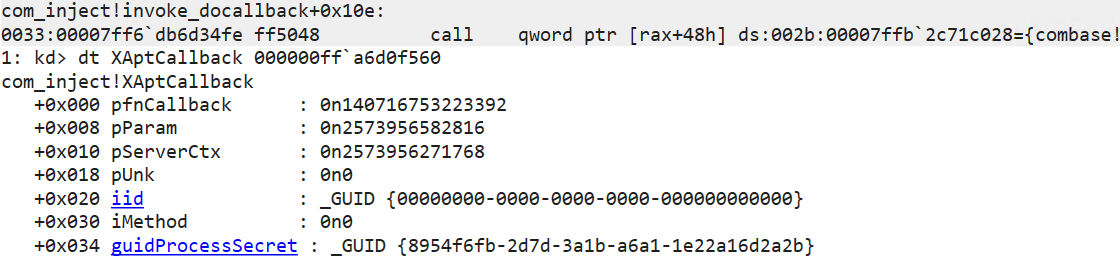 com_inject!invoke_docallback+0x10e:
0033:00007ff6`db6d34fe ff5048          call    qword ptr [rax+48h] ds:002b:00007ffb`2c71c028={combase!
1: kd> dt XAptCallback 000000ff`a6d0f560
com_inject!XAptCallback
   +0x000 pfnCallback      : 0n140716753223392
   +0x008 pParam           : 0n2573956582816
   +0x010 pServerCtx       : 0n2573956271768
   +0x018 pUnk             : 0n0
   +0x020 iid              : _GUID {00000000-0000-0000-0000-000000000000}
   +0x030 iMethod          : 0n0
   +0x034 guidProcessSecret : _GUID {8954f6fb-2d7d-3a1b-a6a1-1e22a16d2a2b}